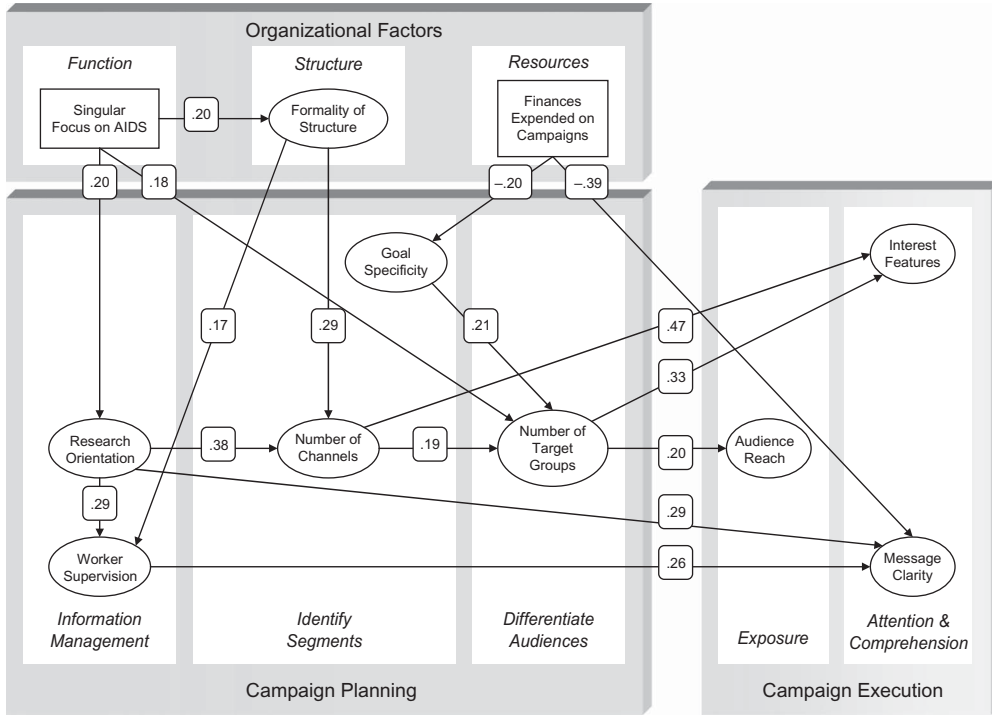 Organizational Factors
Function
Structure
Resources
Singular
Focus on AIDS
.20
Formality of
Structure
Finances
Expended on
Campaigns
.20
.18
–.20
–.39
Goal
Specificity
Interest
Features
.17
.29
.21
.47
.33
Research
Orientation
.38
Number of
Channels
.19
Number of
Target
Groups
.20
Audience
Reach
.29
.29
Worker
Supervision
.26
Message
Clarity
Information
Management
Identify
Segments
Differentiate
Audiences
Exposure
Attention &
Comprehension
Campaign Planning
Campaign Execution